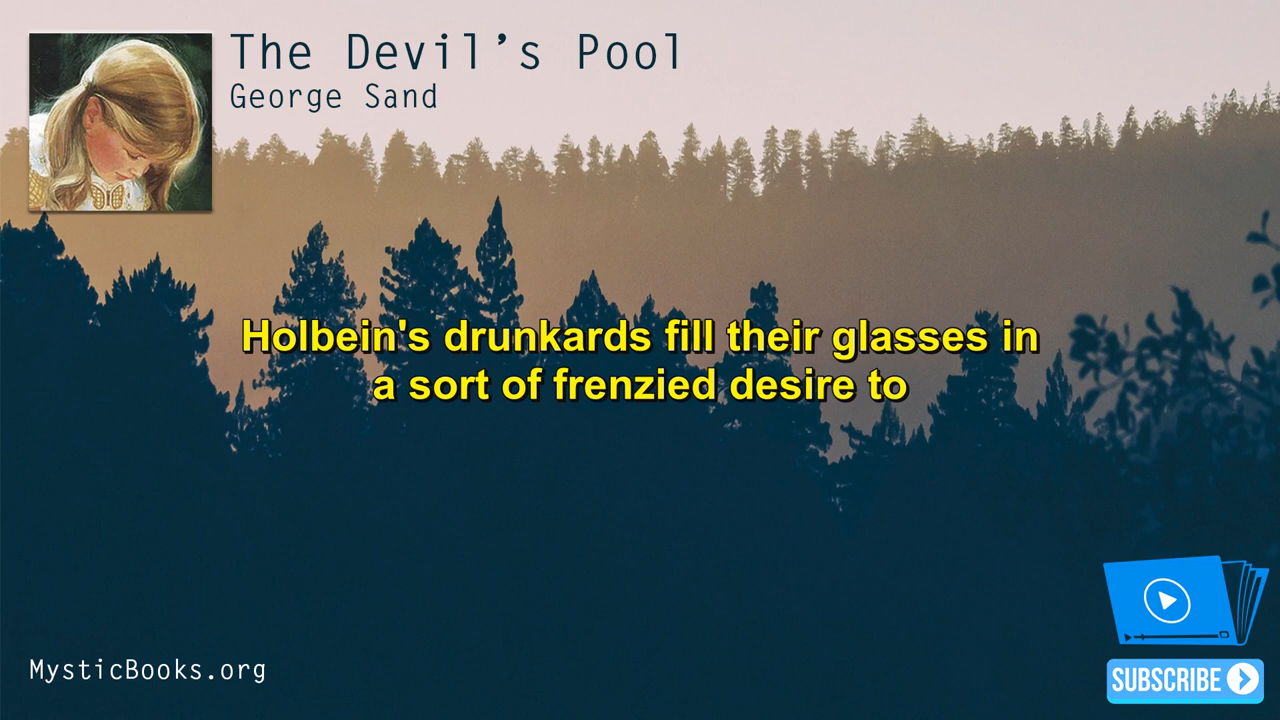 The Devil's Pool
George Sand
Holbein's drunkards fill their glasses in
a sort of frenzied desire to
MysticBooks.org
SUBSCRIBE